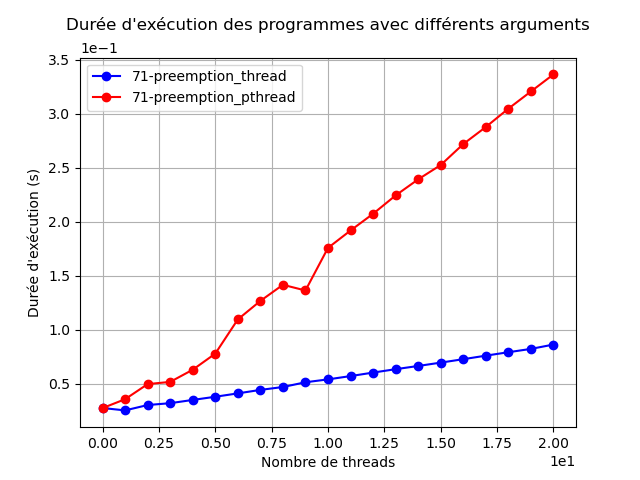 Durée d'exécution des programmes avec différents arguments
1e−1
3.5
3.0
2.5
2.0
1.5
1.0
0.5
Durée d'exécution (s)
71-preemption_thread
71-preemption_pthread
0.00 0.25 0.50 0.75 1.00 1.25 1.50 1.75 2.00
Nombre de threads
1e1